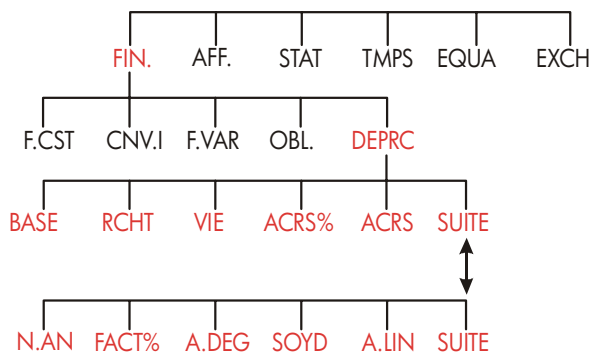 FIN. AFF. STAT TMPS EQUA EXCH
F.CST CNV.I F.VAR OBL. DEPRC
BASE RCHT VIE ACRS% ACRS SUITE
N.AN FACT% A.DEG SOYD A.LIN SUITE